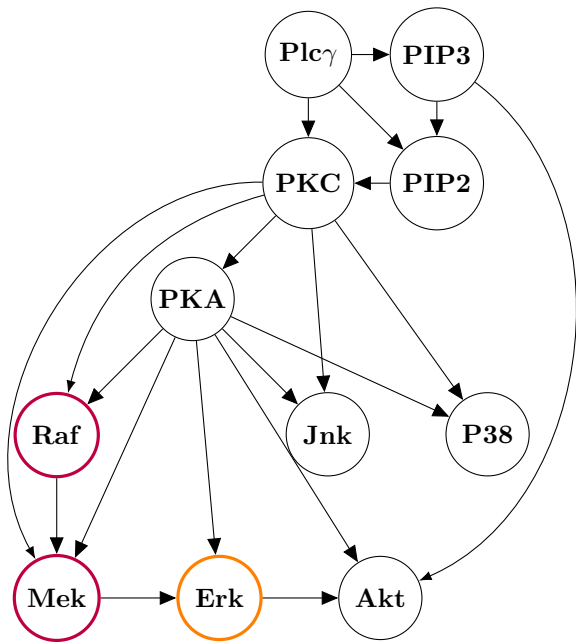 Plcγ
PIP3
PKC
PIP2
PKA
Raf
Jnk
P38
Mek
Erk
Akt